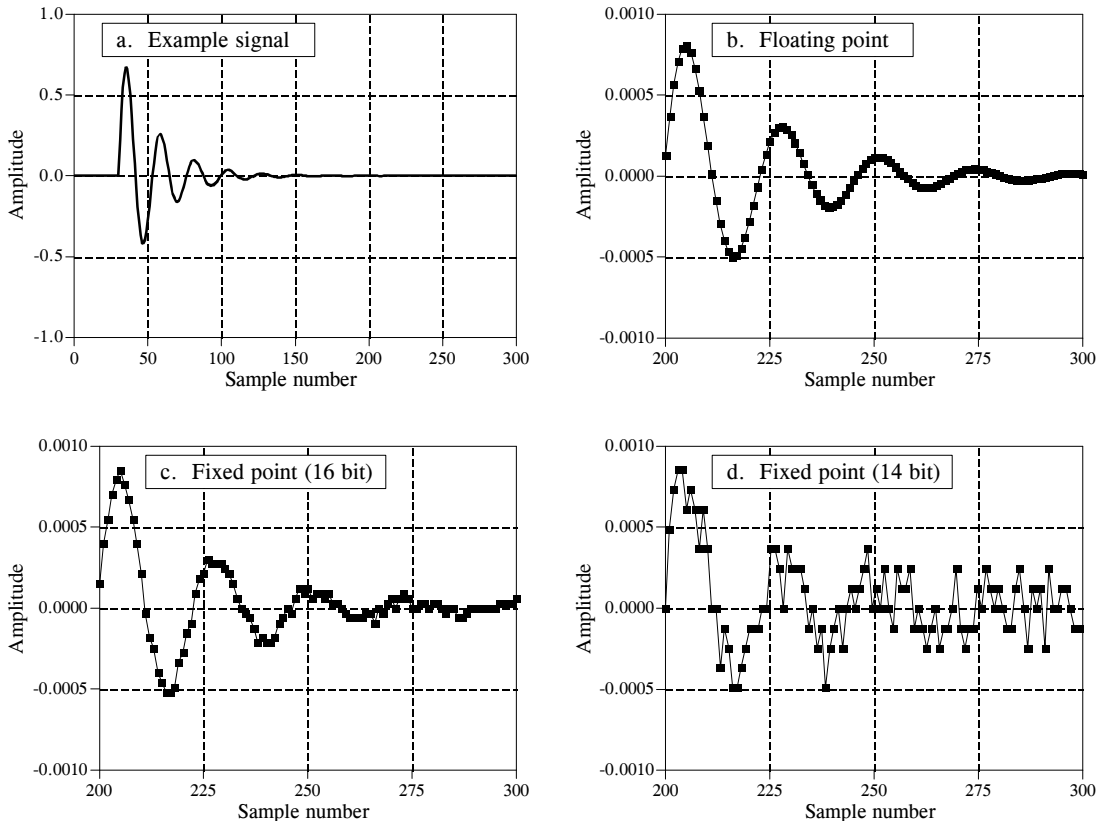 a. Example signal
1.0
0.5
0.0
-0.5
-1.0
Amplitude
0 50 100 150 200 250 300
Sample number
b. Floating point
0.0010
0.0005
0.0000
-0.0005
-0.0010
Amplitude
200 225 250 275 300
Sample number
c. Fixed point (16 bit)
0.0010
0.0005
0.0000
-0.0005
-0.0010
Amplitude
200 225 250 275 300
Sample number
d. Fixed point (14 bit)
0.0010
0.0005
0.0000
-0.0005
-0.0010
Amplitude
200 225 250 275 300
Sample number